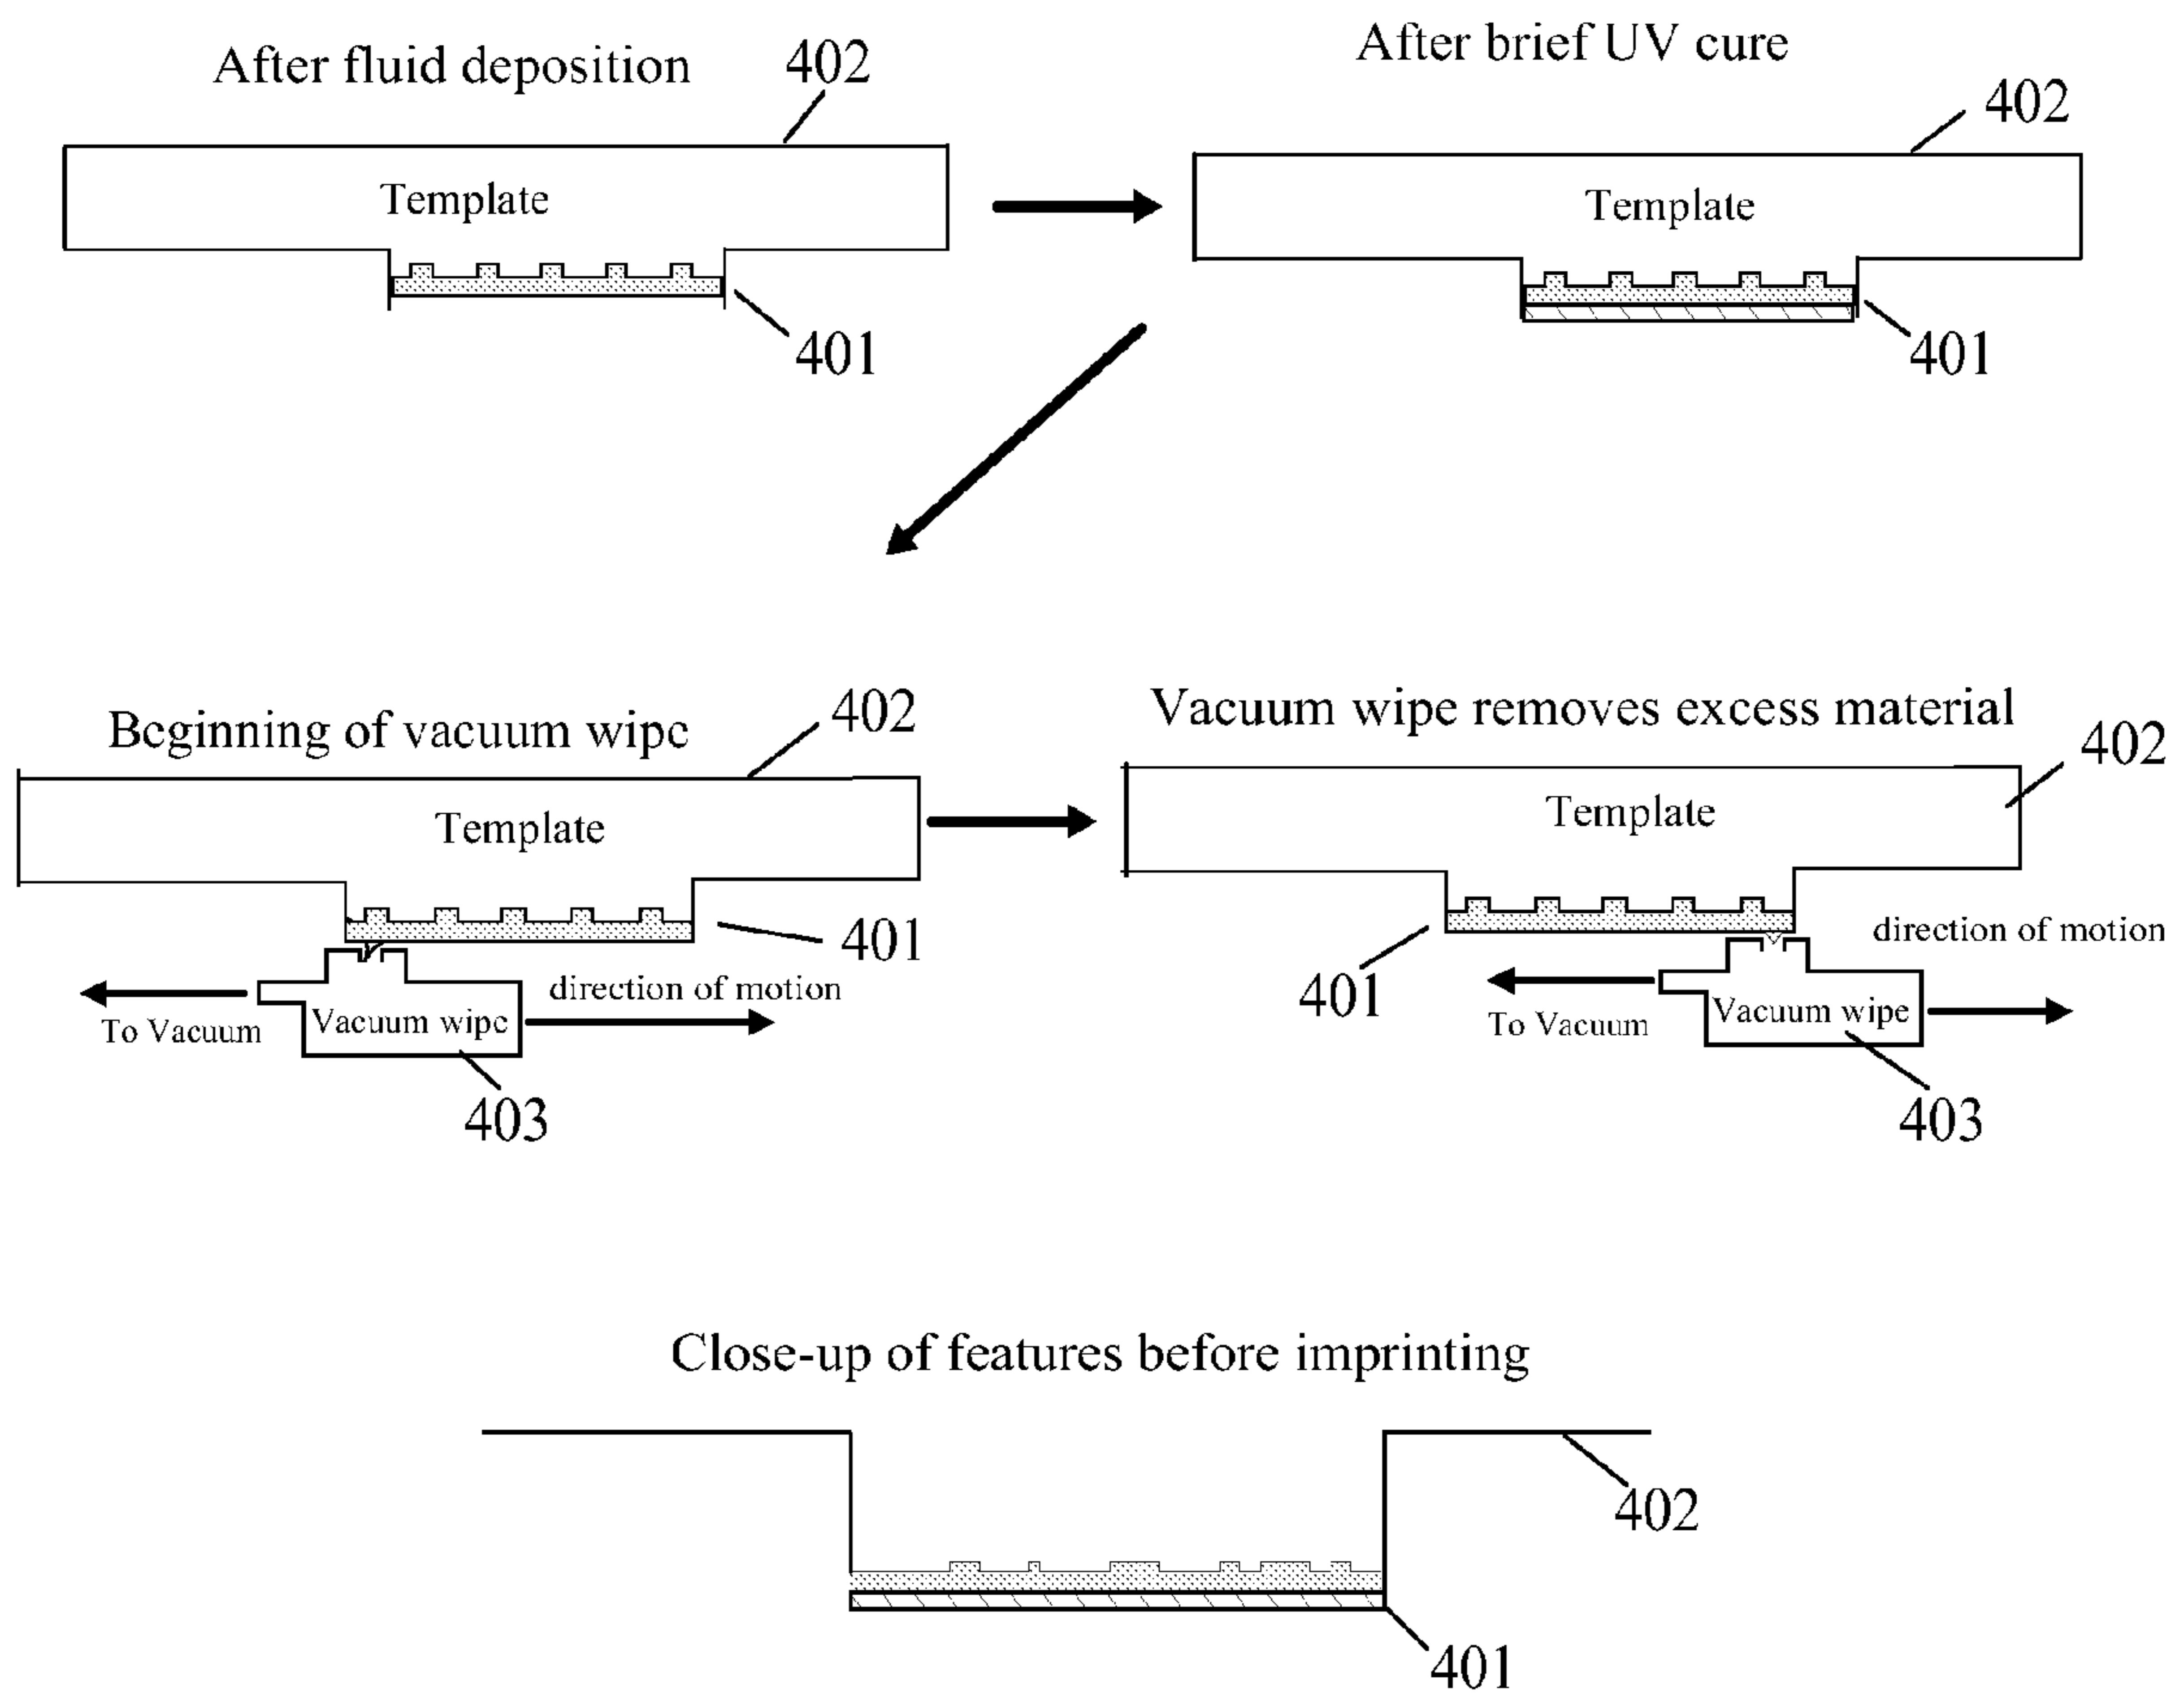 After fluid deposition
402
Template
401
After brief UV cure
402
Template
401
Beginning of vacuum wipe
402
Template
401
To Vacuum
Vacuum wipe
direction of motion
403
Vacuum wipe removes excess material
402
Template
401
direction of motion
To Vacuum
Vacuum wipe
403
Close-up of features before imprinting
402
401